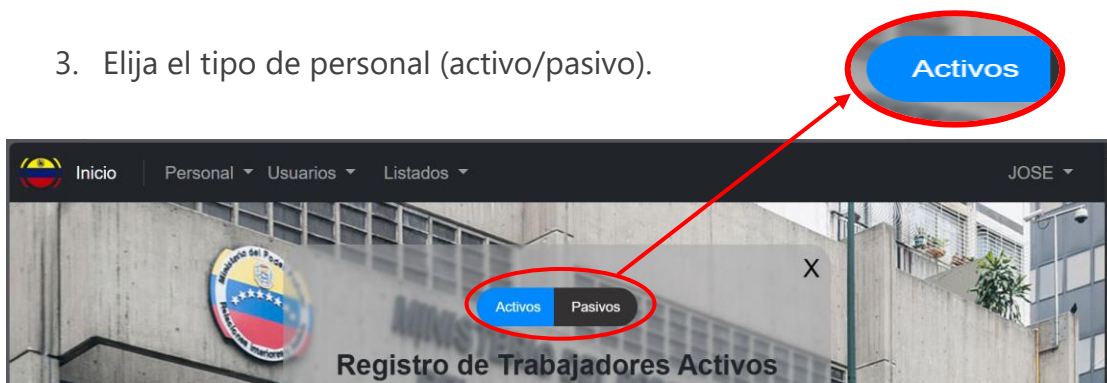 3. Elija el tipo de personal (activo/pasivo).
Activos
Inicio Personal Usuarios Listados JOSE
X
Activos Pasivos
Registro de Trabajadores Activos